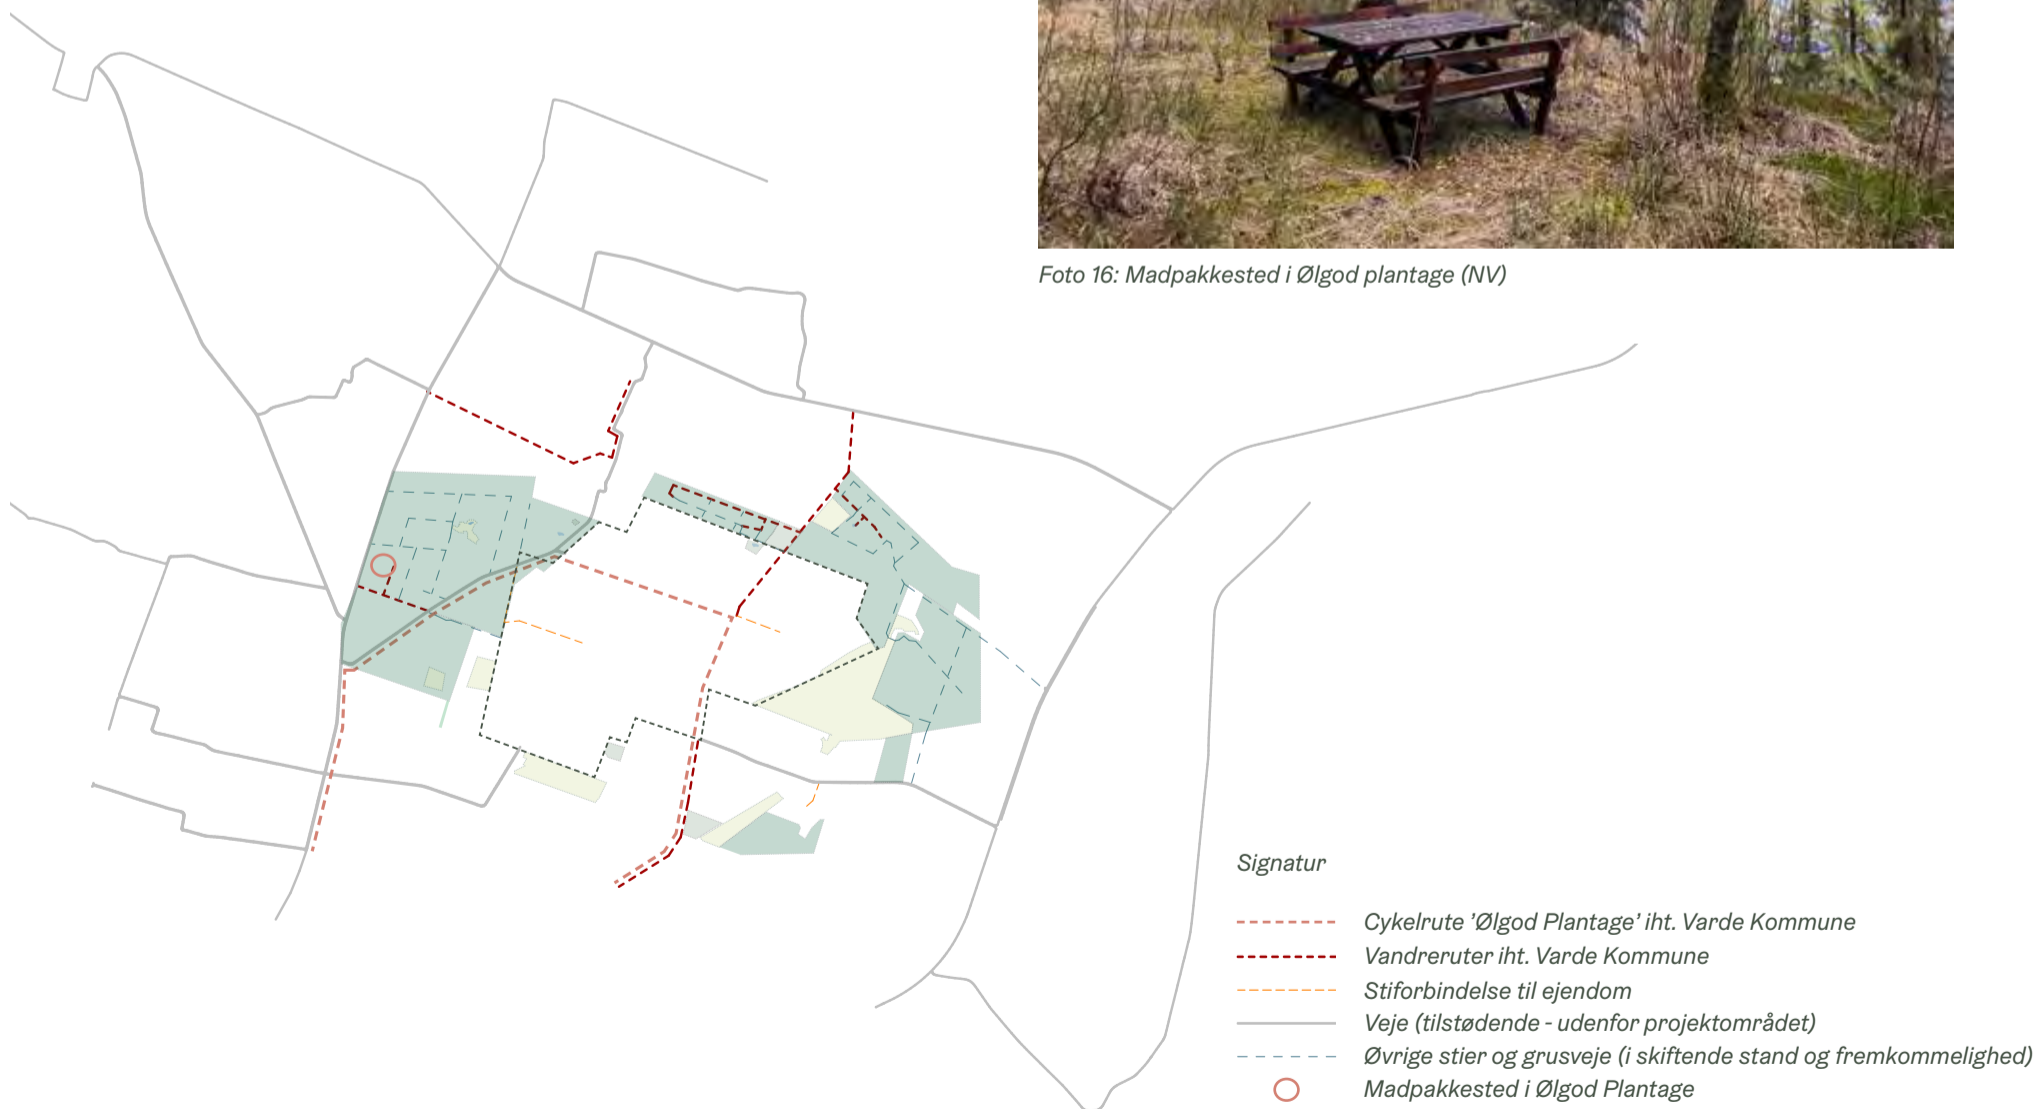 Foto 16: Madpakkested i Ølgod plantage (NV)
Signatur
Cykelrute ’Ølgod Plantage’ iht. Varde Kommune
Vandreruter iht. Varde Kommune
Stiforbindelse til ejendom
Veje (tilstødende - udenfor projektområdet)
Øvrige stier og grusveje (i skiftende stand og fremkommelighed)
Madpakkested i Ølgod Plantage